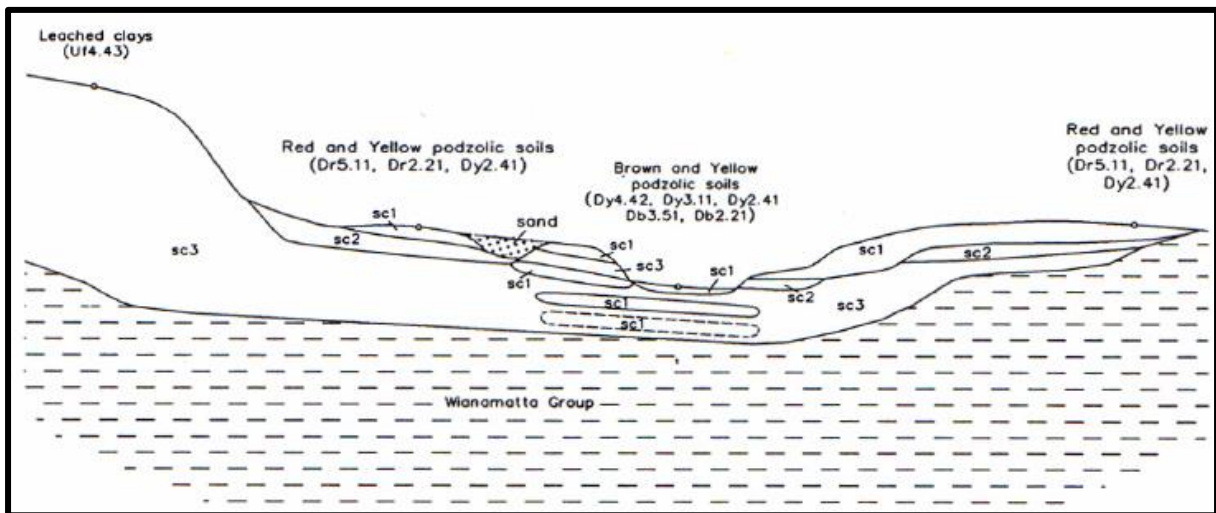 Leached clays
(Uf4.43)
Red and Yellow podzolic soils
(Dr5.11, Dr2.21, Dy2.41)
Brown and Yellow
podzolic soils
(Dy4.42, Dy3.11, Dy2.41
Db3.51, Db2.21)
Red and Yellow
podzolic soils
(Dr5.11, Dr2.21,
Dy2.41)
sc1
sand
sc2
sc1
sc3
sc3
sc1
sc1
sc1
sc1
sc2
sc3
sc1
sc2
Wianamatta Group